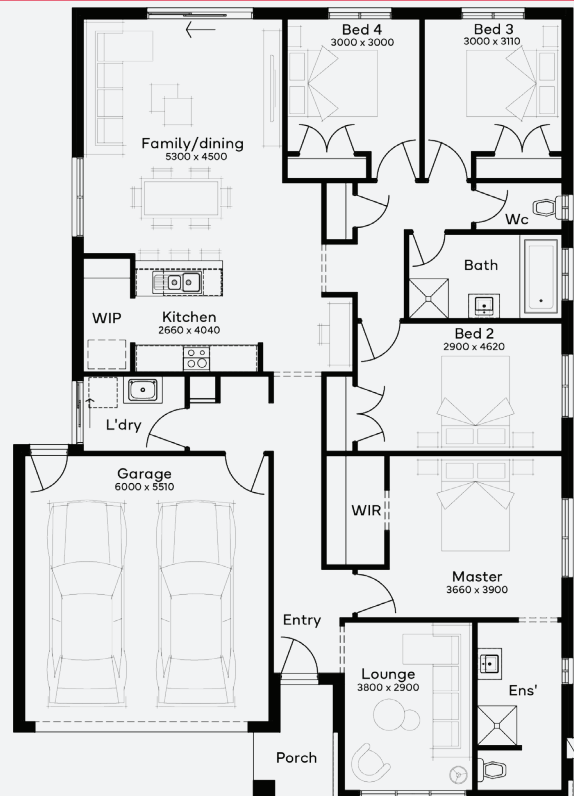 Bed 4
3000 x 3000
Bed 3
3000 x 3110
Family/dining
5300 x 4500
Wc
Bath
WIP
Kitchen
2660 x 4040
Bed 2
2900 x 4620
L'dry
Garage
6000 x 5510
WIR
Master
3660 x 3900
Entry
Lounge
3800 x 2900
Ens'
Porch